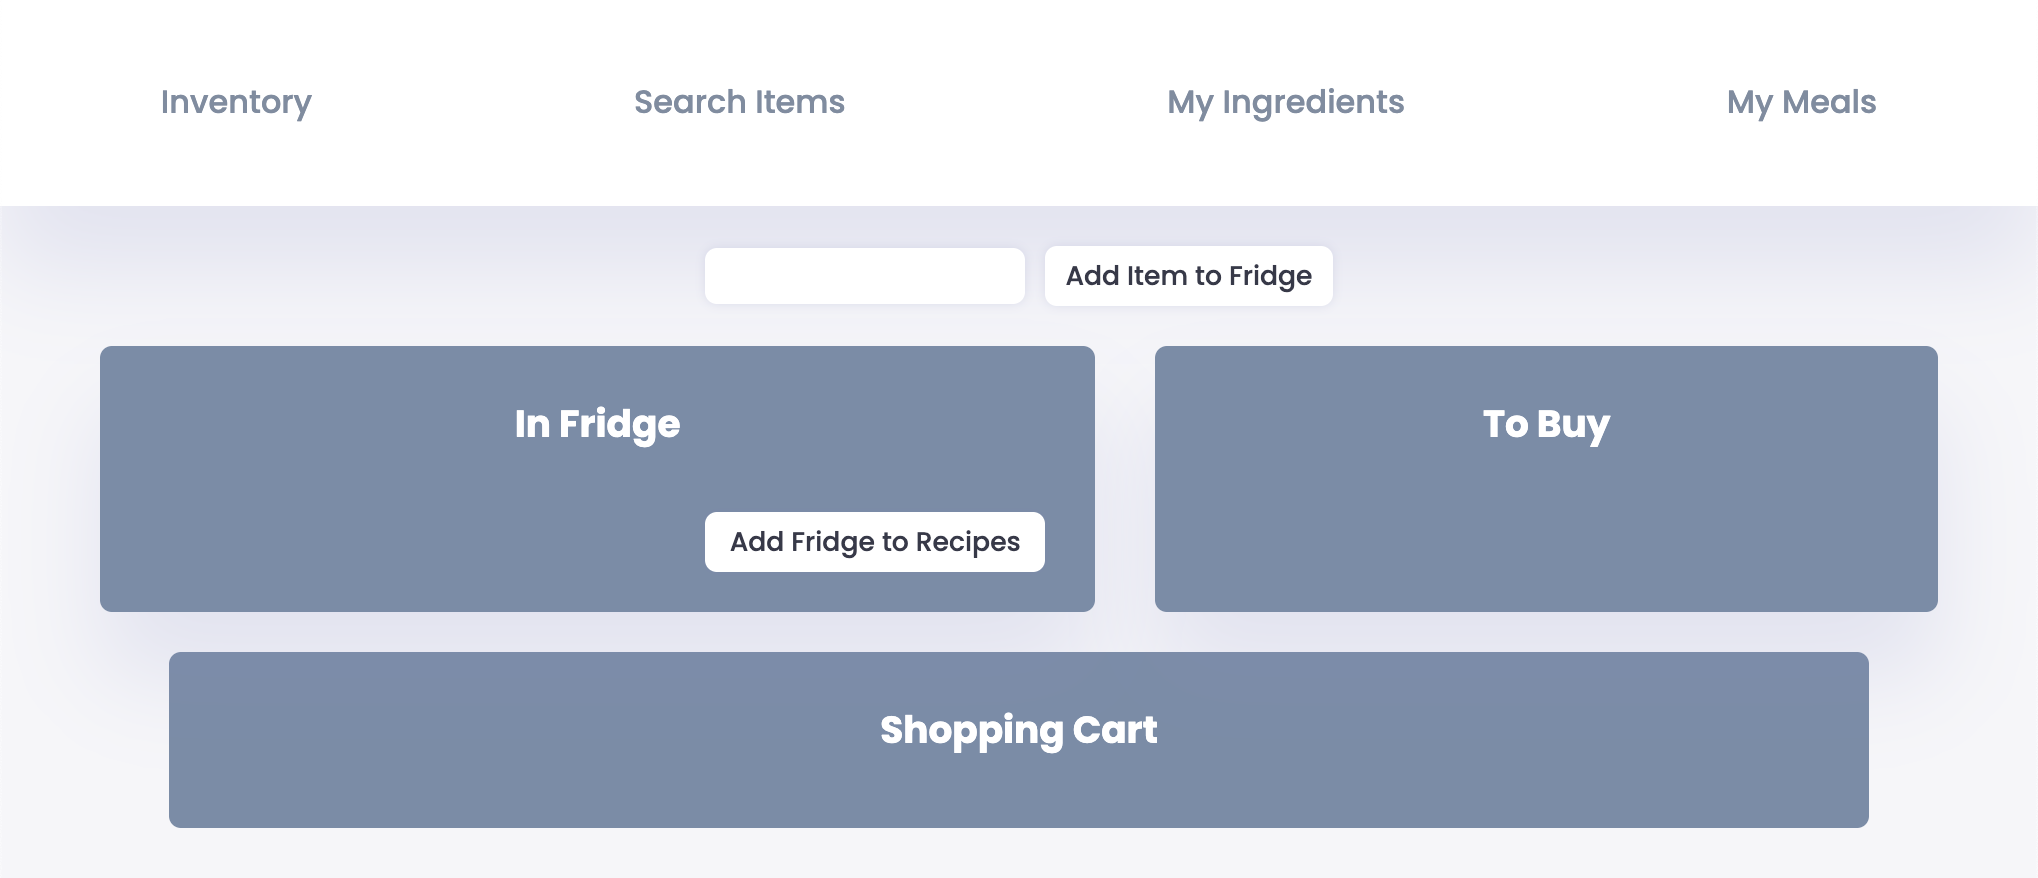 Inventory
Search Items
My Ingredients
My Meals
Add Item to Fridge
In Fridge
To Buy
Add Fridge to Recipes
Shopping Cart